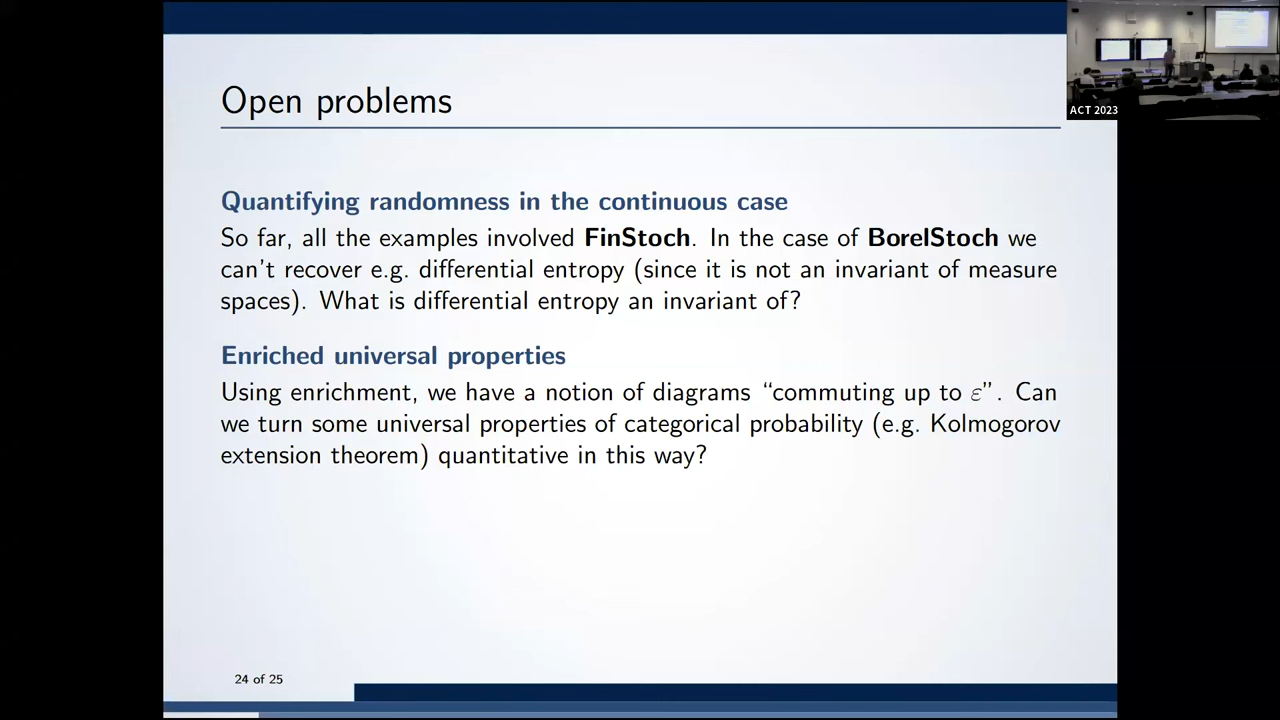 ACT 2023
Open problems
Quantifying randomness in the continuous case
So far, all the examples involved FinStoch. In the case of BorelStoch we
can't recover e.g. differential entropy (since it is not an invariant of measure
spaces). What is differential entropy an invariant of?
Enriched universal properties
Using enrichment, we have a notion of diagrams “commuting up to ε”. Can
we turn some universal properties of categorical probability (e.g. Kolmogorov
extension theorem) quantitative in this way?
24 of 25